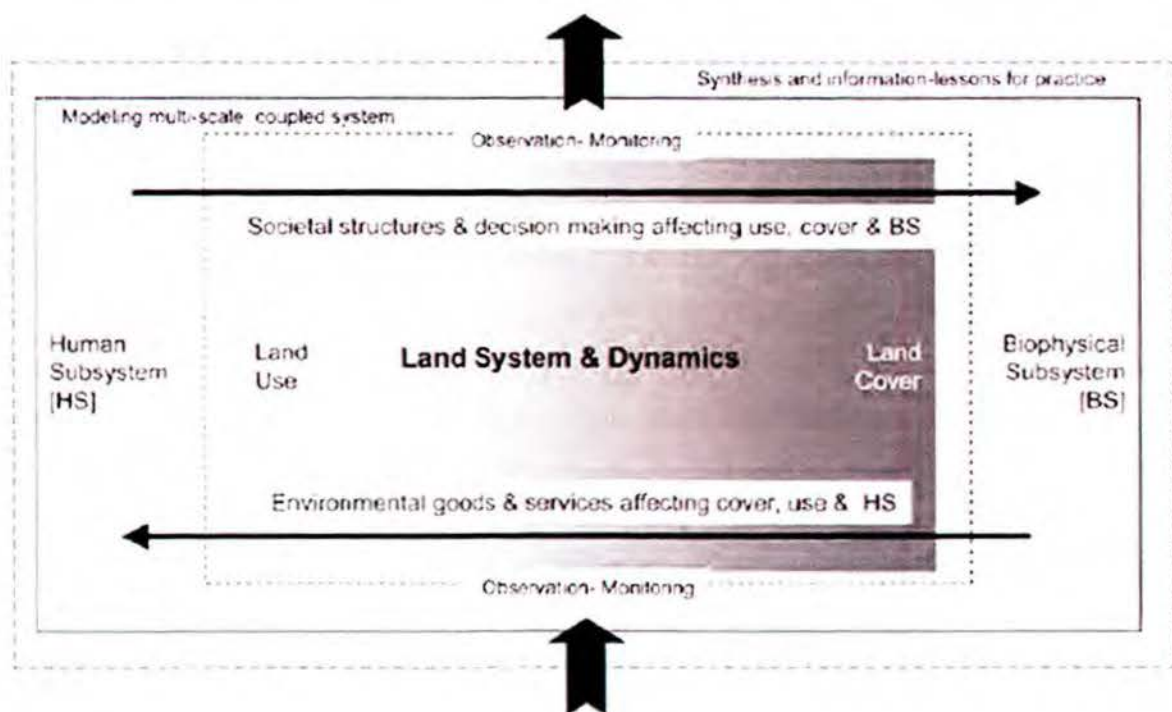 Synthesis and information-lessons for practice
Modeling multi-scale coupled system
Observation- Monitoring
Societal structures & decision making affecting use, cover & BS
Human
Subsystem
[HS]
Land
Use
Land System & Dynamics
Land
Cover
Biophysical
Subsystem
[BS]
Environmental goods & services affecting cover, use & HS
Observation- Monitoring